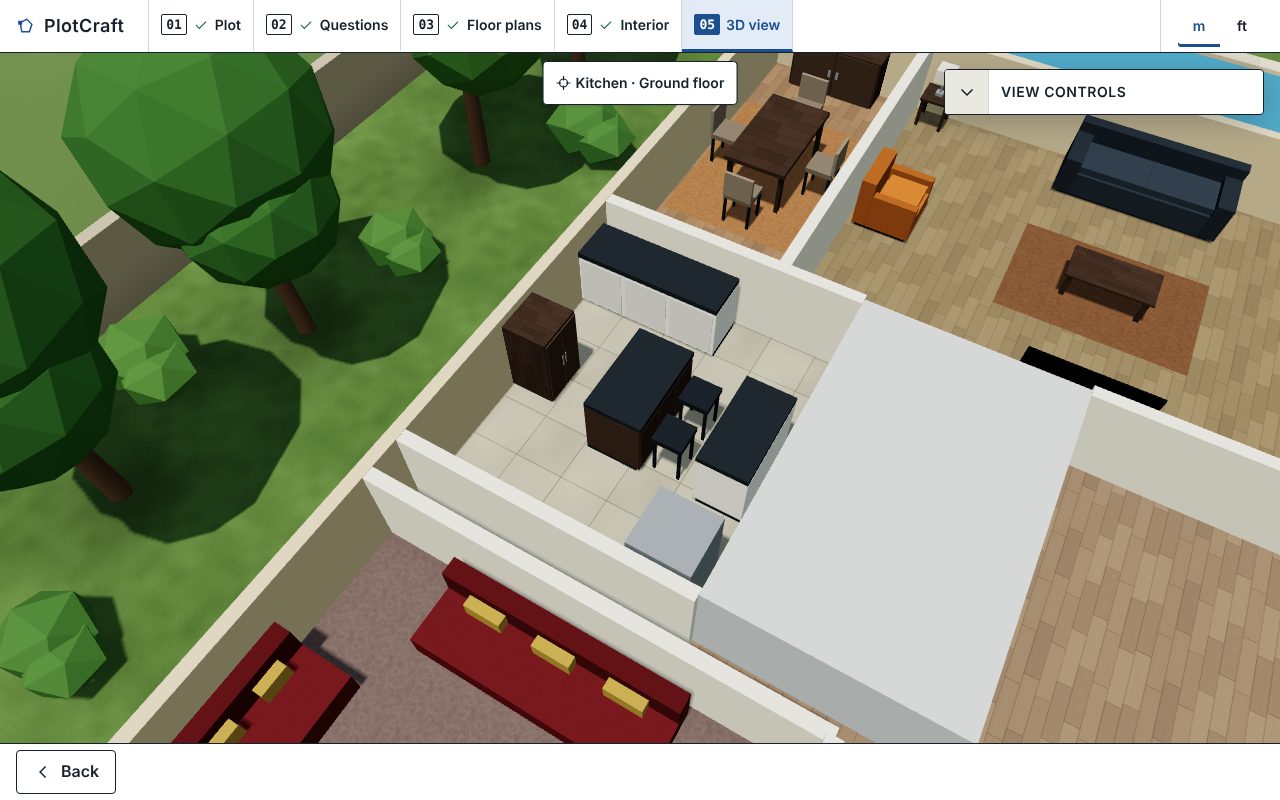 PlotCraft
01 Plot
02 Questions
03 Floor plans
04 Interior
05 3D view
m
ft
Kitchen · Ground floor
VIEW CONTROLS
Back